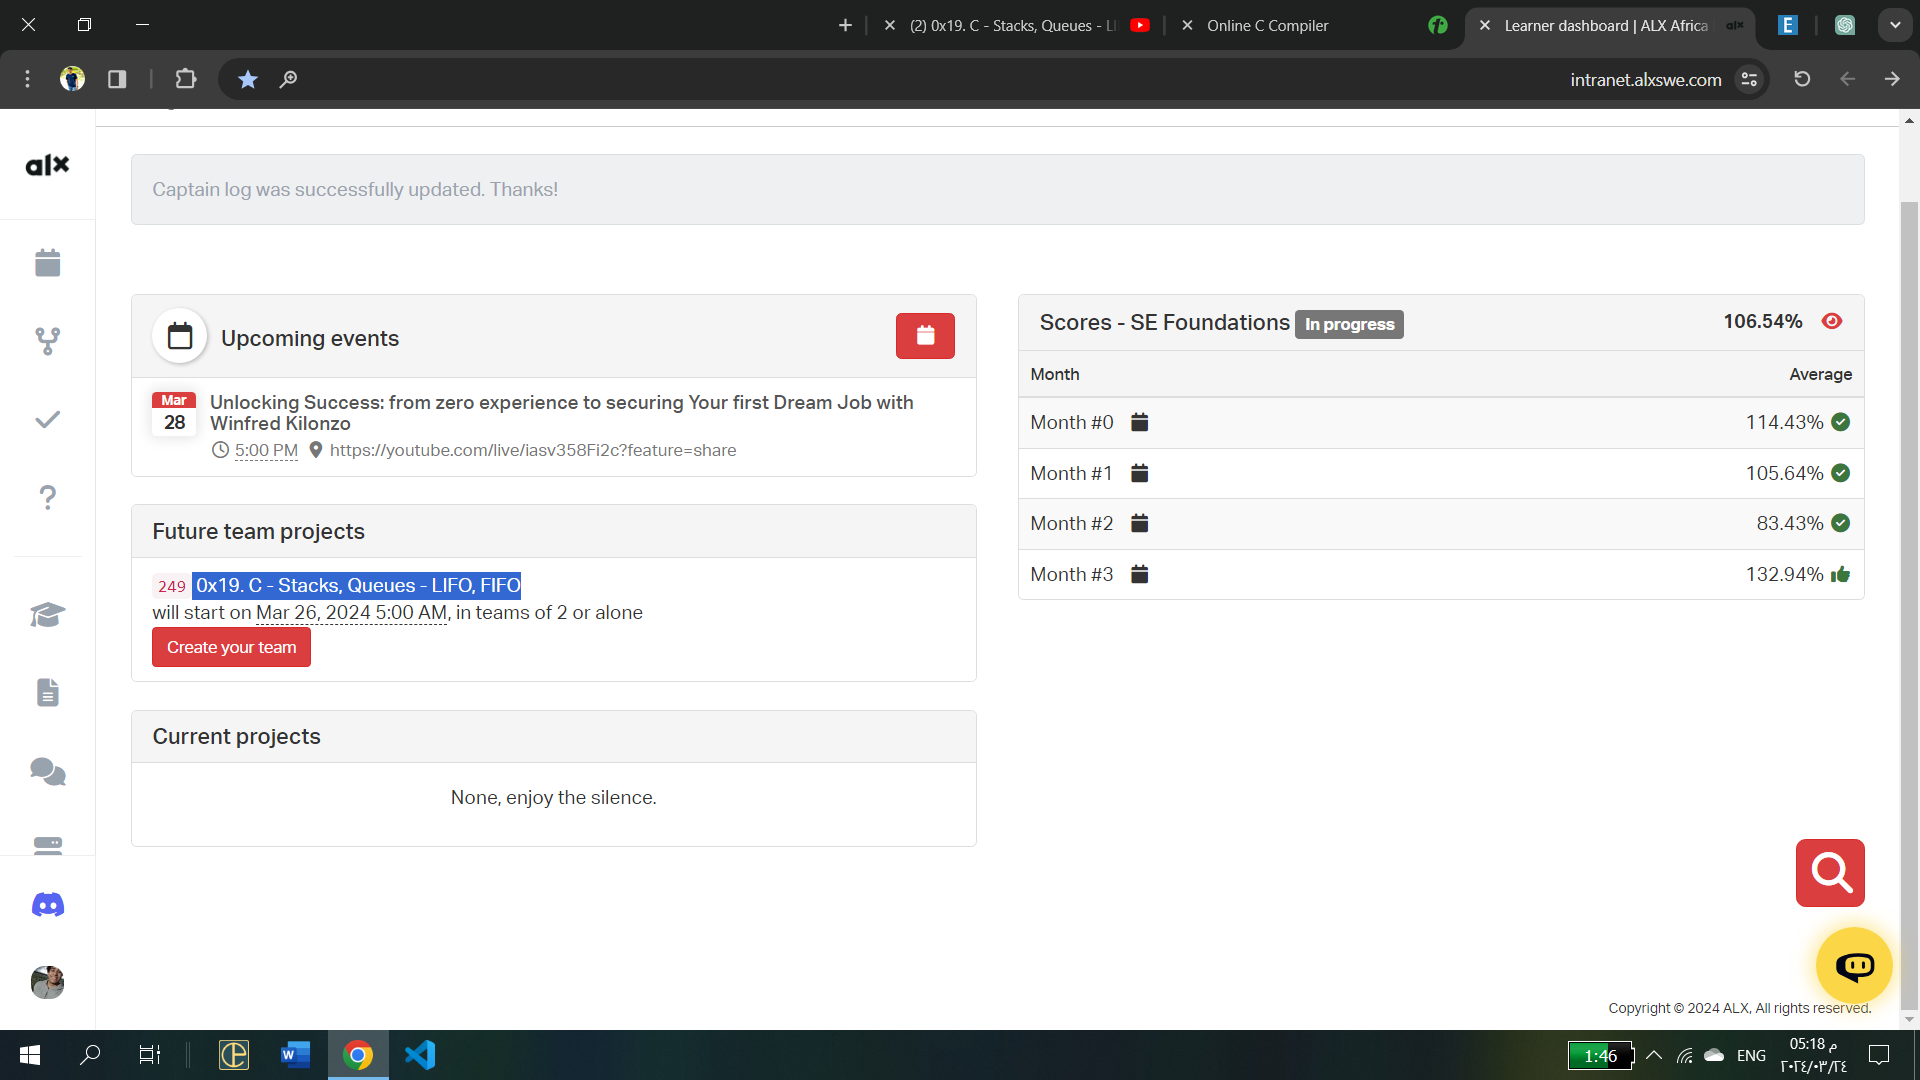 (2) 0x19. C - Stacks, Queues - LI
Online C Compiler
Learner dashboard | ALX Africa
alx
E
intranet.alxswe.com
alx
Captain log was successfully updated. Thanks!
Upcoming events
Mar
28
Unlocking Success: from zero experience to securing Your first Dream Job with
Winfred Kilonzo
5:00 PM
https://youtube.com/live/iasv358Fi2c?feature=share
Future team projects
249 0x19. C - Stacks, Queues - LIFO, FIFO
will start on Mar 26, 2024 5:00 AM, in teams of 2 or alone
Create your team
Current projects
None, enjoy the silence.
Scores - SE Foundations In progress 106.54%
Month Average
Month #0 114.43%
Month #1 105.64%
Month #2 83.43%
Month #3 132.94%
Copyright © 2024 ALX, All rights reserved.
1:46
ENG
05:18 م
٢٠٢٤/٠٣/٢٤